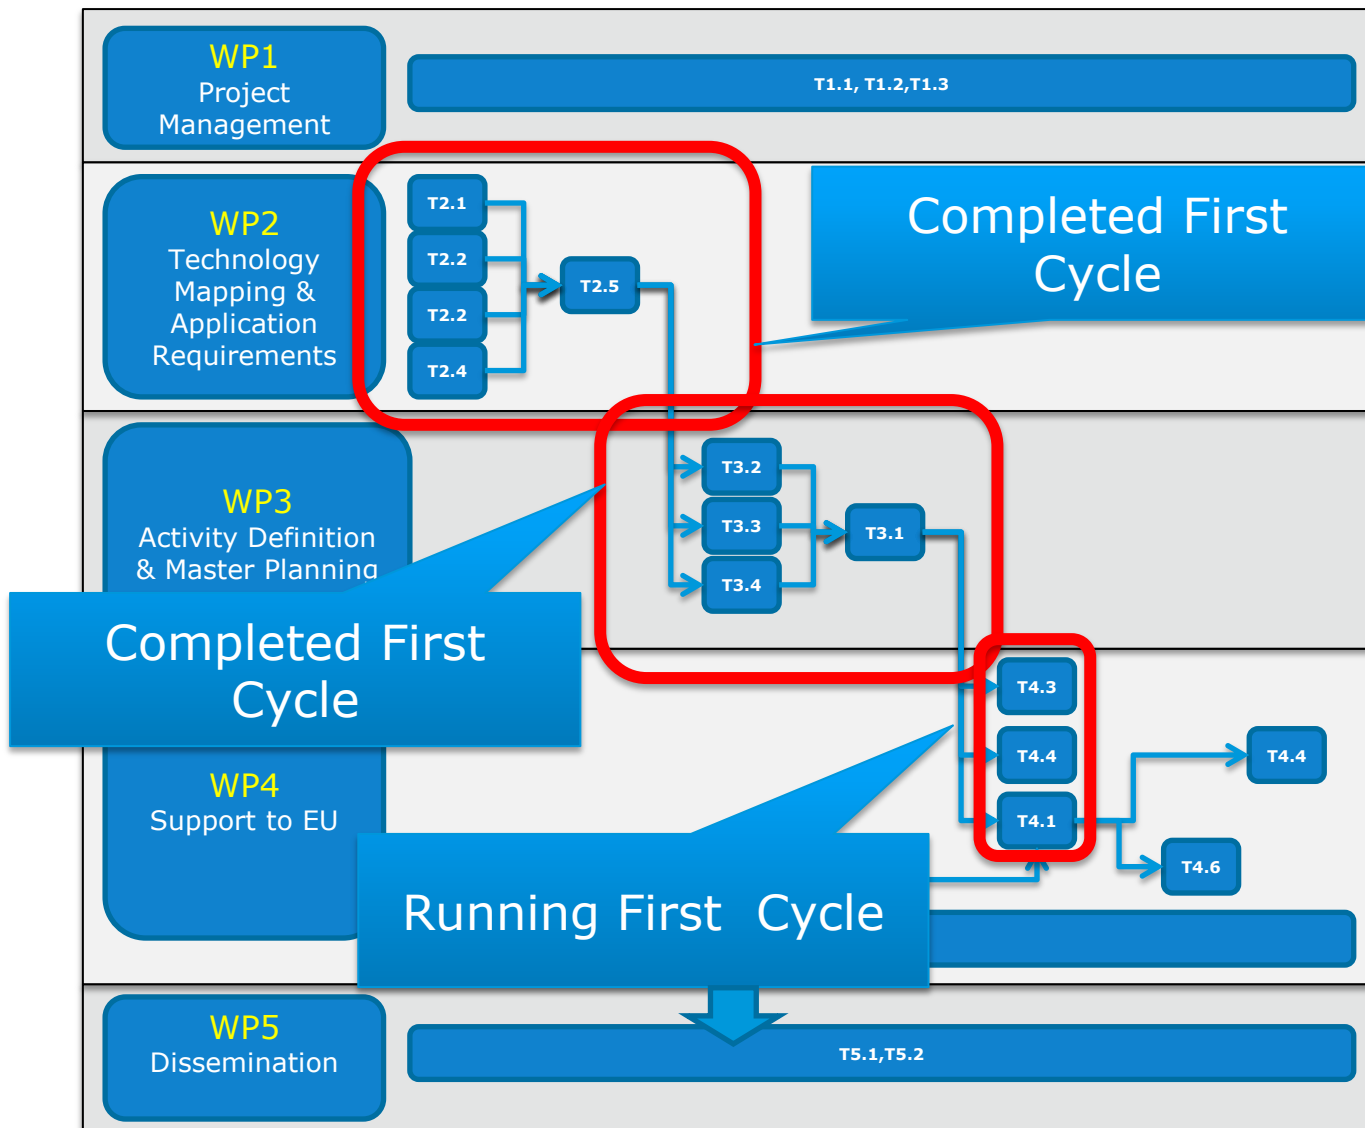 WP1
Project
Management
T1.1, T1.2,T1.3
WP2
Technology
Mapping &
Application
Requirements
T2.1
T2.2
T2.2
T2.4
T2.5
Completed First
Cycle
WP3
Activity Definition
& Master Planning
T3.2
T3.3
T3.4
T3.1
Completed First
Cycle
WP4
Support to EU
T4.3
T4.4
T4.1
T4.4
T4.6
Running First  Cycle
WP5
Dissemination
T5.1,T5.2